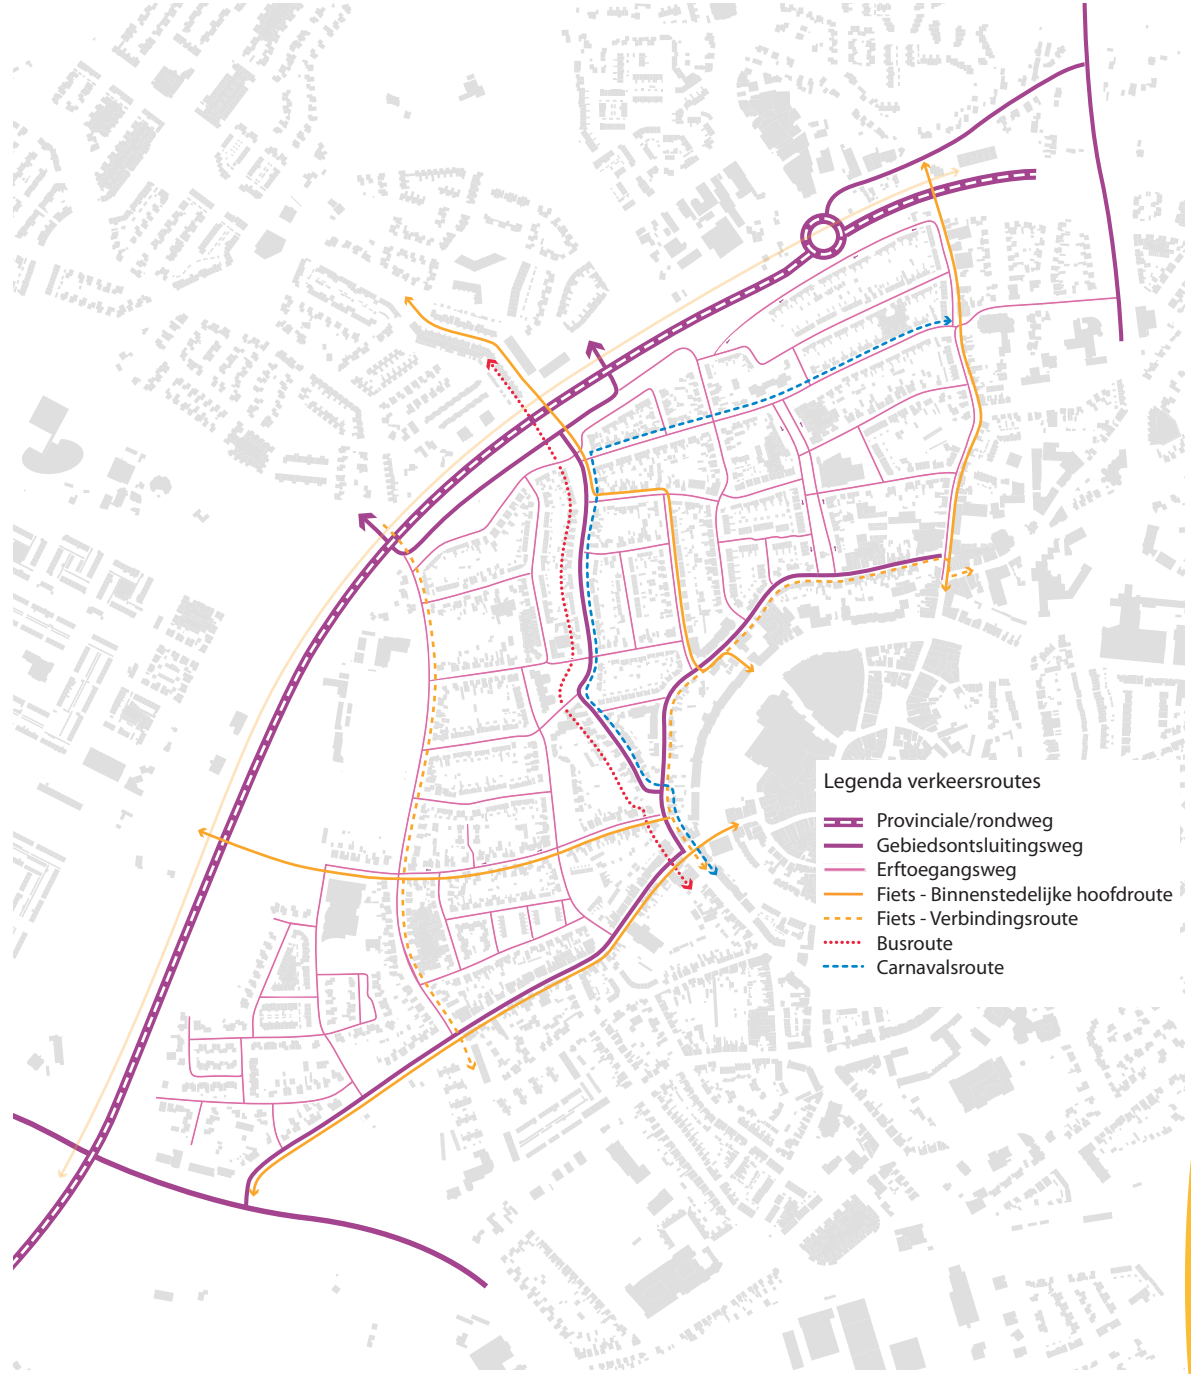 Legenda verkeersroutes
Provinciale/rondweg
Gebiedsontsluitingsweg
Erftoegangsweg
Fiets - Binnenstedelijke hoofdroute
Fiets - Verbindingsroute
Busroute
Carnavalsroute